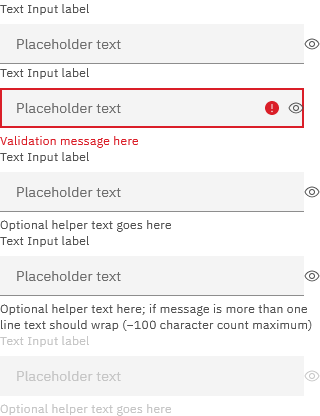 Text Input label
Placeholder text
Text Input label
Placeholder text
Validation message here
Text Input label
Placeholder text
Optional helper text goes here
Text Input label
Placeholder text
Optional helper text here; if message is more than one
line text should wrap (~100 character count maximum)
Text Input label
Placeholder text
Optional helper text goes here